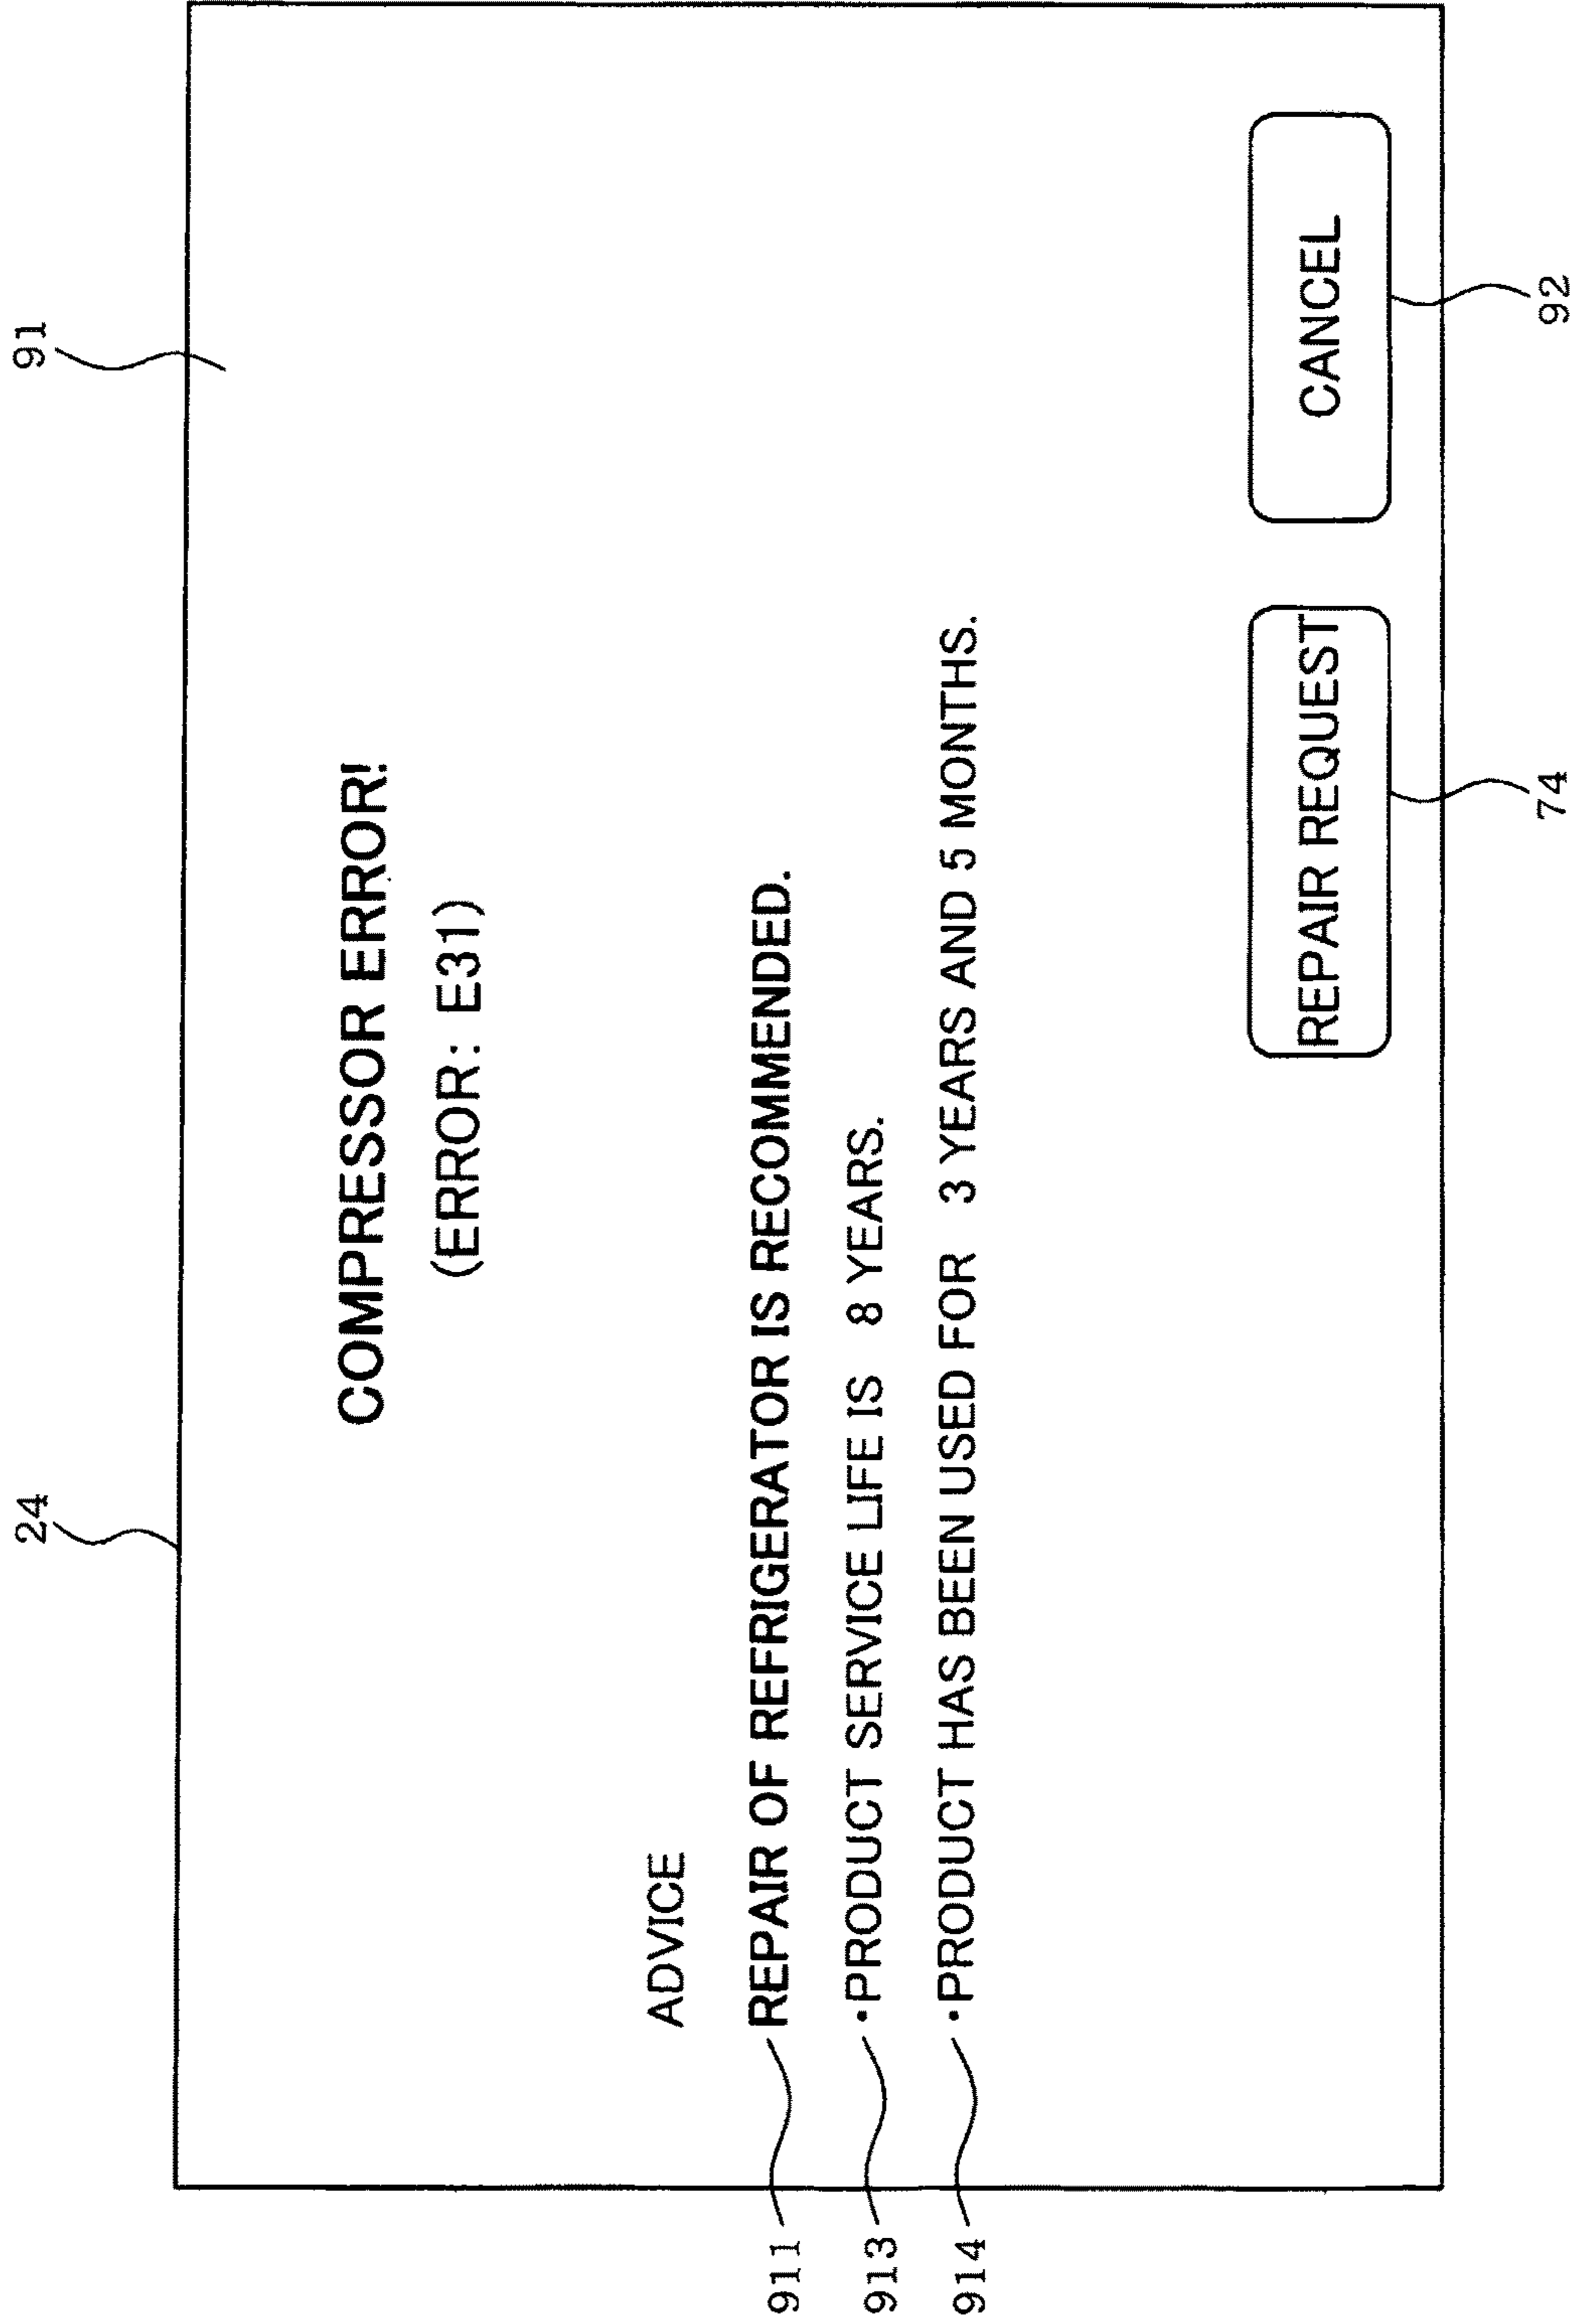 24
91
COMPRESSOR ERROR!
(ERROR: E31)
ADVICE
911
REPAIR OF REFRIGERATOR IS RECOMMENDED.
913
・PRODUCT SERVICE LIFE IS 8 YEARS.
914
・PRODUCT HAS BEEN USED FOR 3 YEARS AND 5 MONTHS.
REPAIR REQUEST
CANCEL
74
92